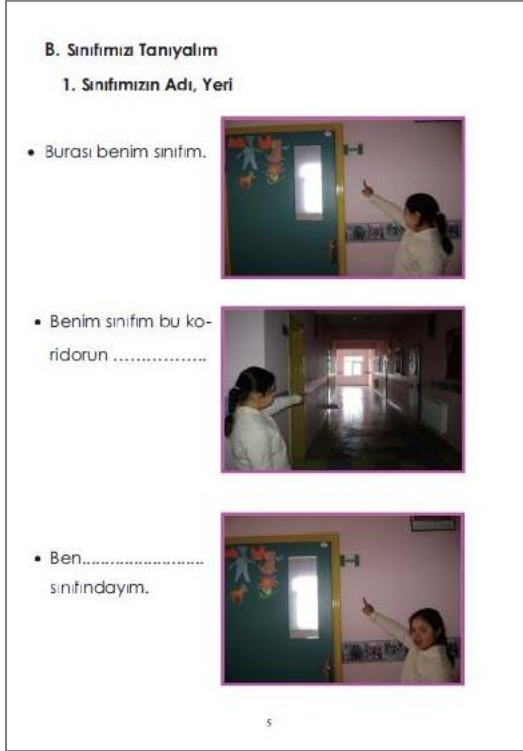 B. Sınıfımızı Tanıyalım
1. Sınıfımızın Adı, Yeri
• Burası benim sınıfım.
• Benim sınıfım bu ko-
ridorun .................
• Ben..........................
sınıfındayım.
5